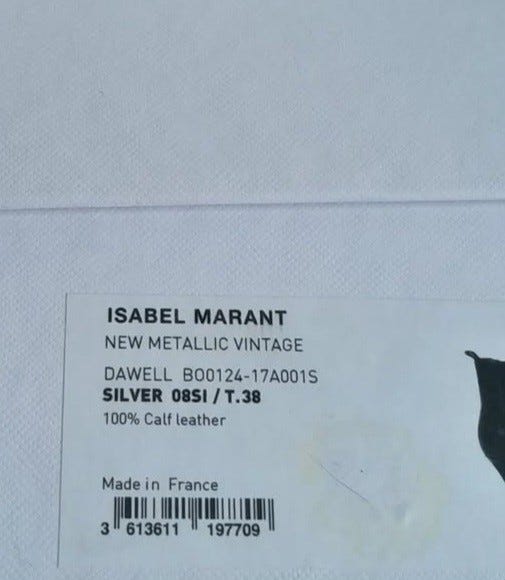 ISABEL MARANT
NEW METALLIC VINTAGE
DAWELL BO0124-17A001S
SILVER 08SI / T.38
100% Calf leather
Made in France
3 613611 197709